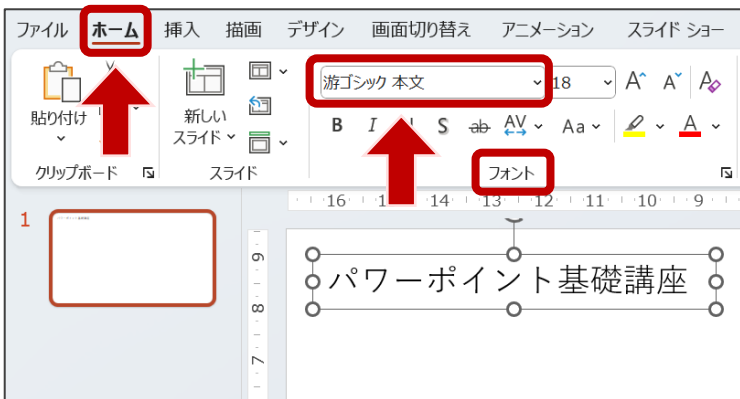 ファイル ホーム 挿入 描画 デザイン 画面切り替え アニメーション スライド ショー
游ゴシック 本文 18 A^ Aˇ A
貼り付け 新しい スライド
B I S ab AV Aa A
クリップボード スライド フォント
16 14 13 12 11 10 9
1
9
8
7
パワーポイント基礎講座